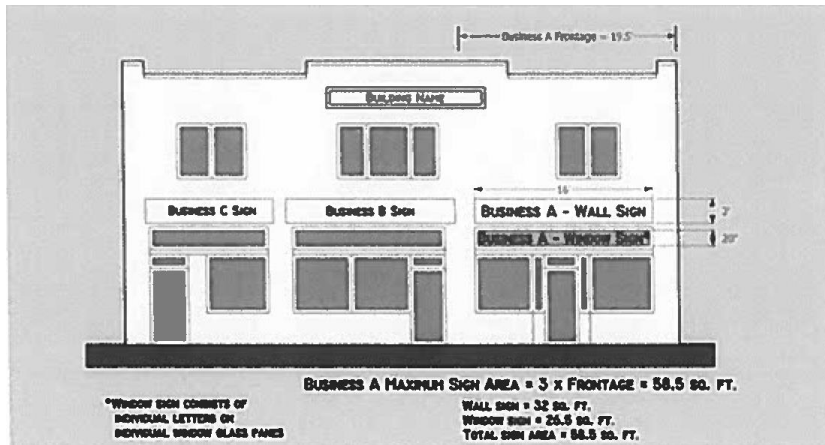 Business A Frontage = 19.5'
Building Name
16'
Business C Sign
Business B Sign
Business A - Wall Sign
2'
Business A - Window Sign*
20"
Business A Maximum Sign Area = 3 x Frontage = 58.5 sq. ft.
*Window sign consists of
individual letters on
individual window glass panes
Wall sign = 32 sq. ft.
Window sign = 26.5 sq. ft.
Total sign area = 58.5 sq. ft.